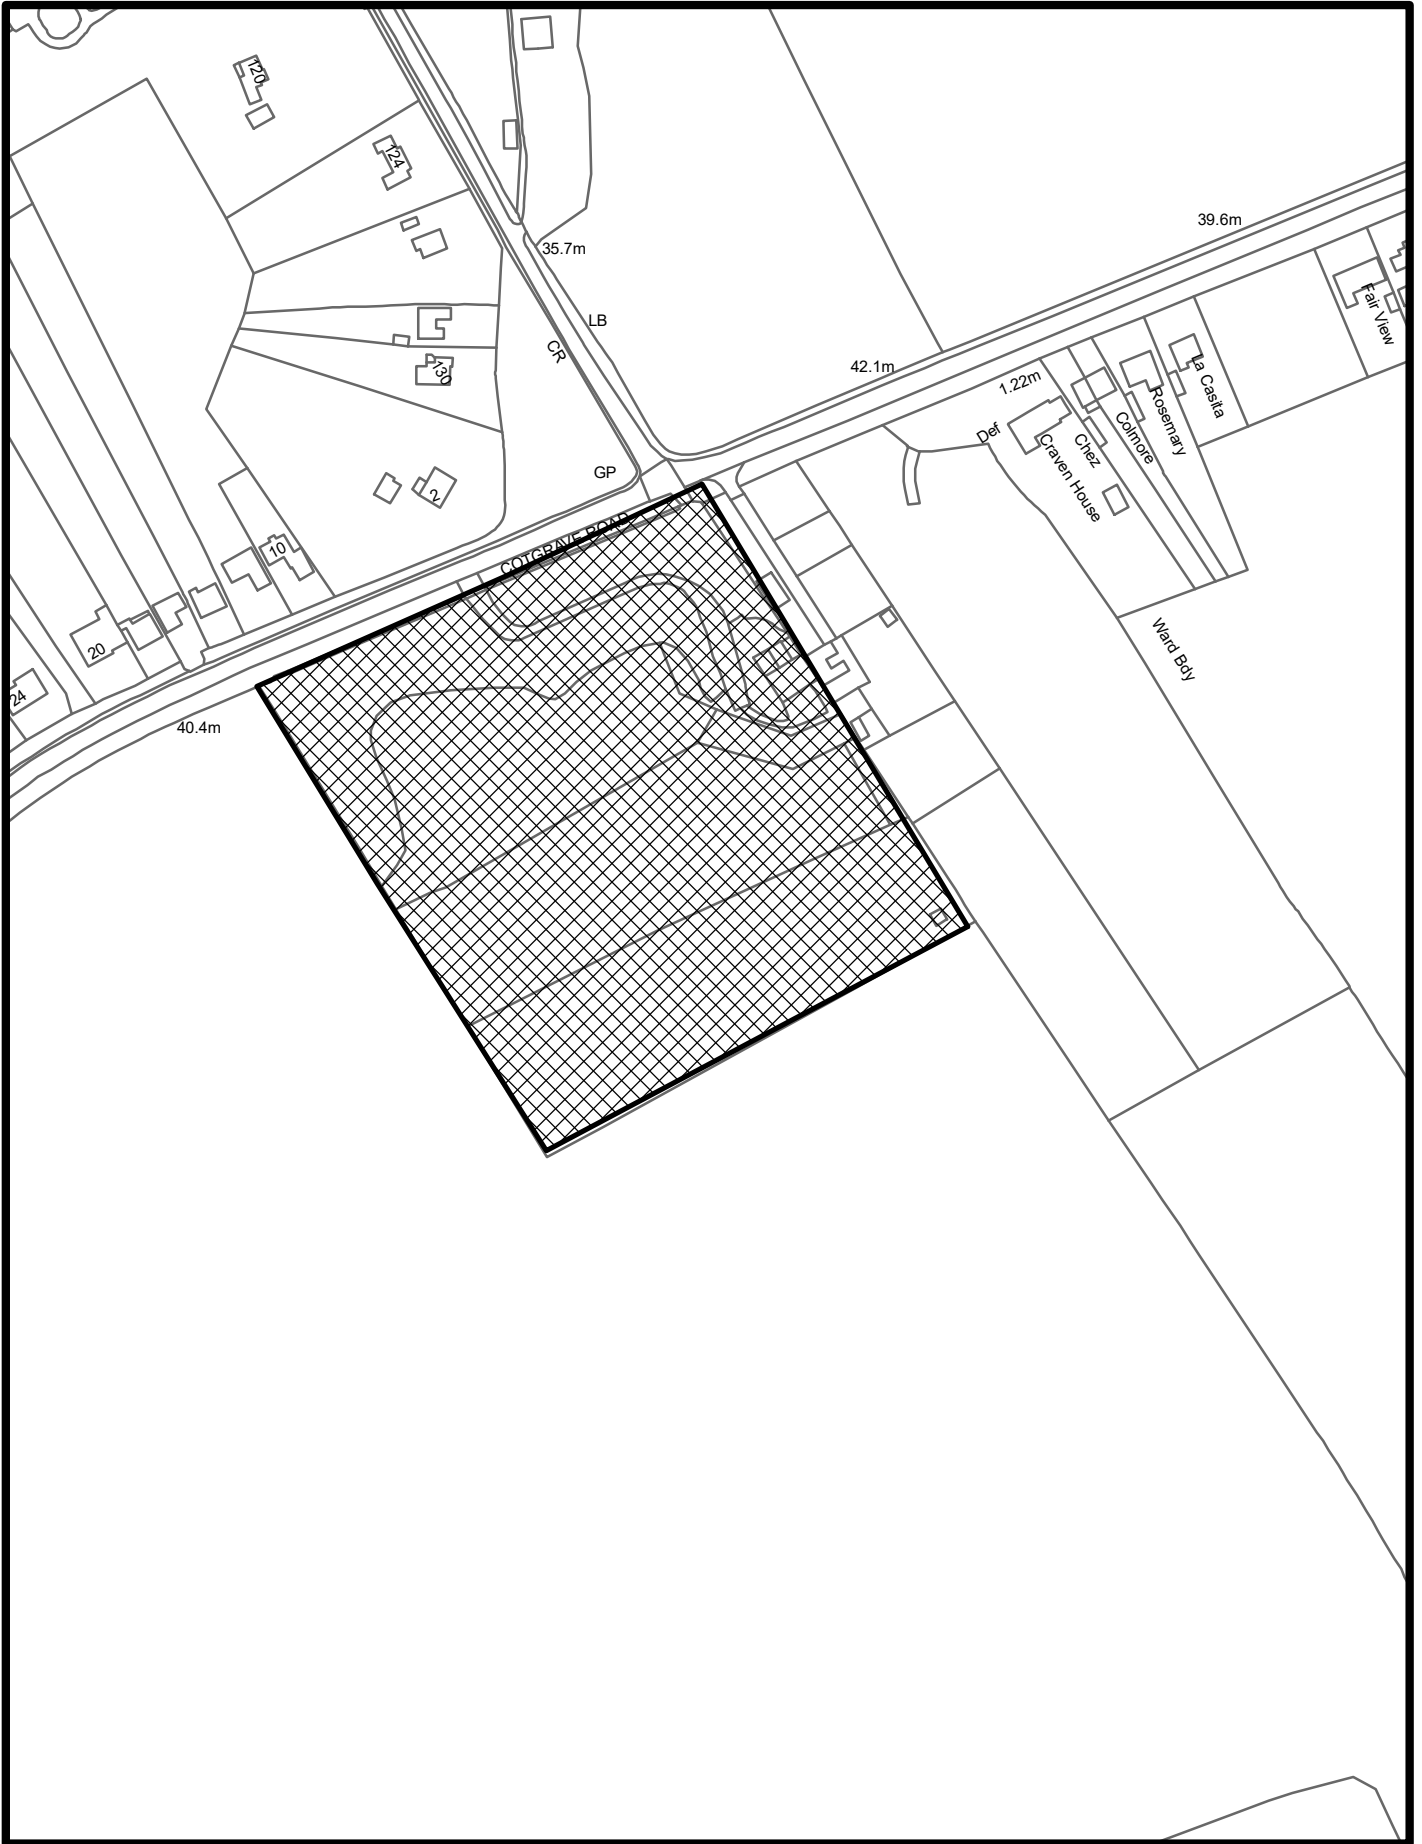 120
124
39.6m
35.7m
LB
CR
Fair View
42.1m
130
1.22m
La Casita
Rosemary
Colmore
Def
Chez
Craven House
GP
2
COTGRAVE ROAD
10
20
24
Ward Bdy
40.4m